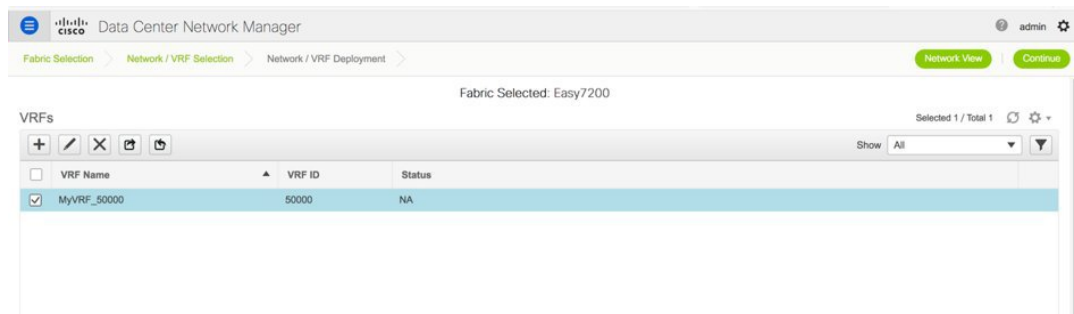 CISCO Data Center Network Manager admin
Fabric Selection Network / VRF Selection Network / VRF Deployment Network View Continue
Fabric Selected: Easy7200
VRFs Selected 1 / Total 1
Show All
VRF Name VRF ID Status
MyVRF_50000 50000 NA